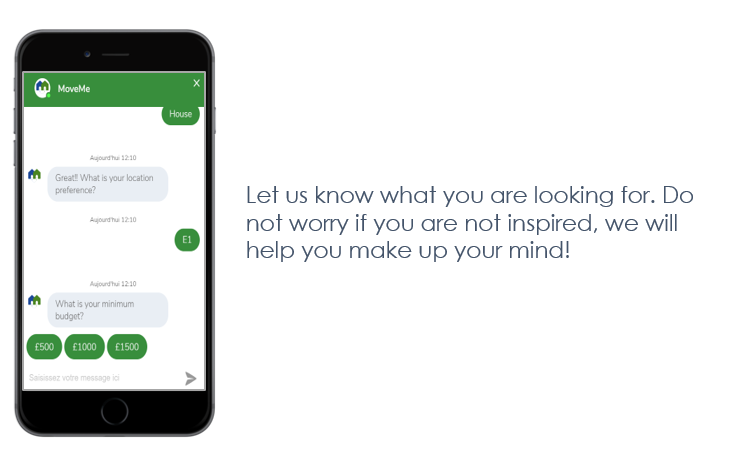 MoveMe
X
House
Aujourd'hui 12:10
Great!! What is your location
preference?
Aujourd'hui 12:10
E1
Aujourd'hui 12:10
What is your minimum
budget?
£500 £1000 £1500
Saisissez votre message ici
Let us know what you are looking for. Do
not worry if you are not inspired, we will
help you make up your mind!